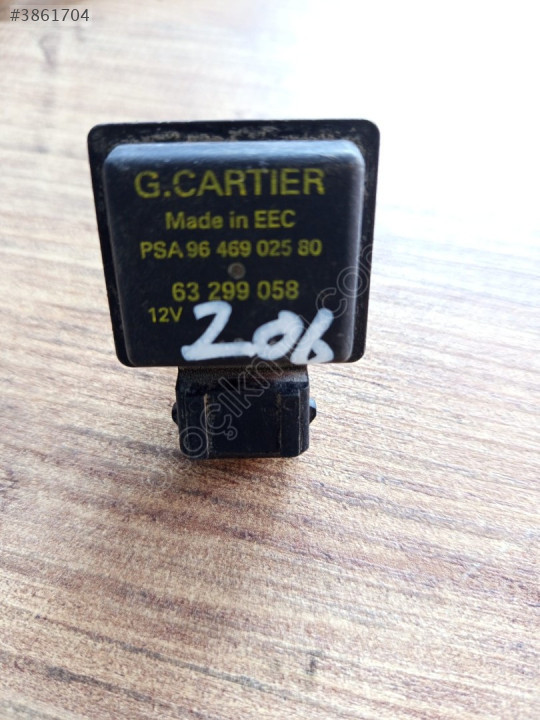 #3861704
G.CARTIER
Made in EEC
PSA 96 469 025 80
63 299 058
12V
206